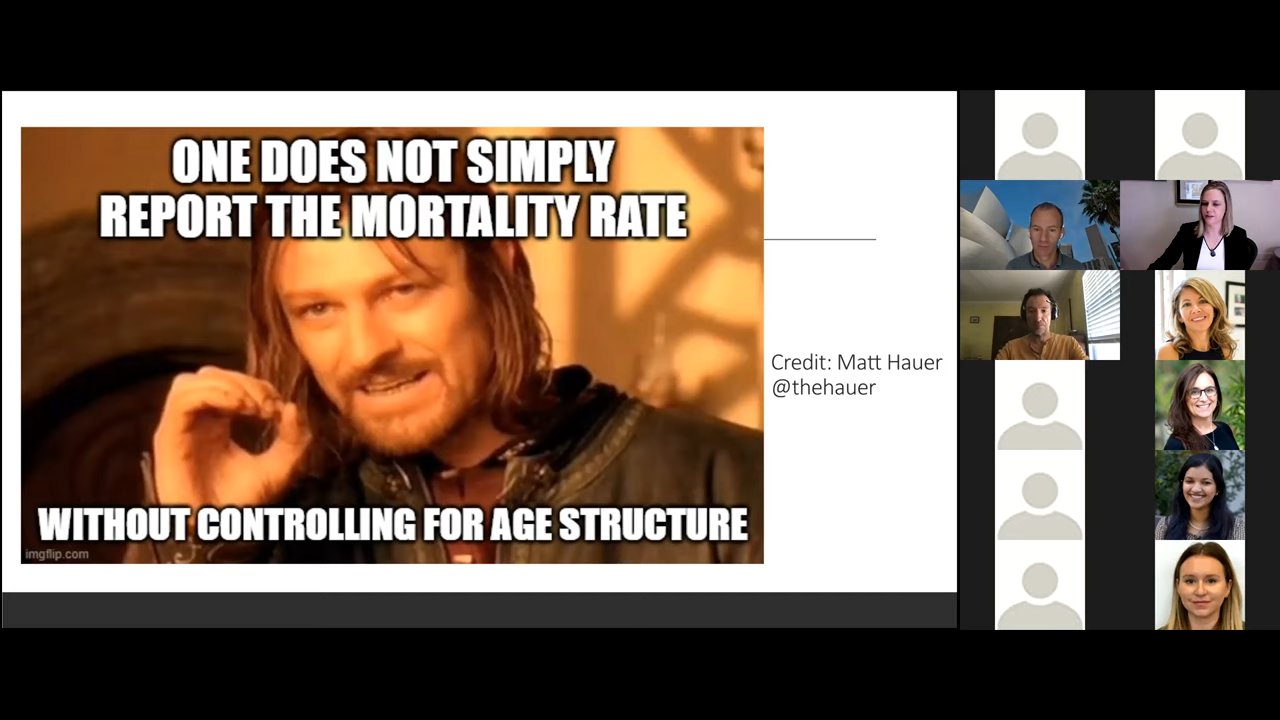 ONE DOES NOT SIMPLY
REPORT THE MORTALITY RATE
WITHOUT CONTROLLING FOR AGE STRUCTURE
imgflip.com
Credit: Matt Hauer
@thehauer